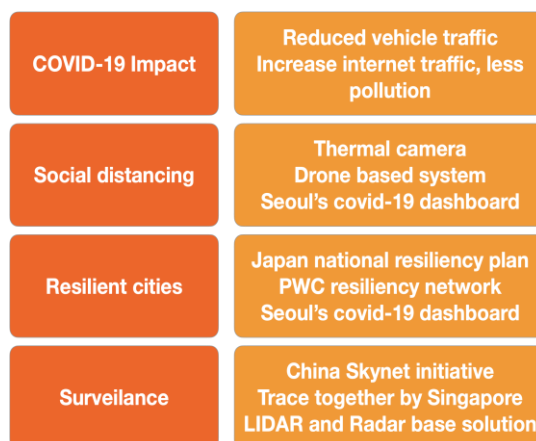 COVID-19 Impact
Reduced vehicle traffic
Increase internet traffic, less
pollution
Social distancing
Thermal camera
Drone based system
Seoul's covid-19 dashboard
Resilient cities
Japan national resiliency plan
PWC resiliency network
Seoul's covid-19 dashboard
Surveilance
China Skynet initiative
Trace together by Singapore
LIDAR and Radar base solution